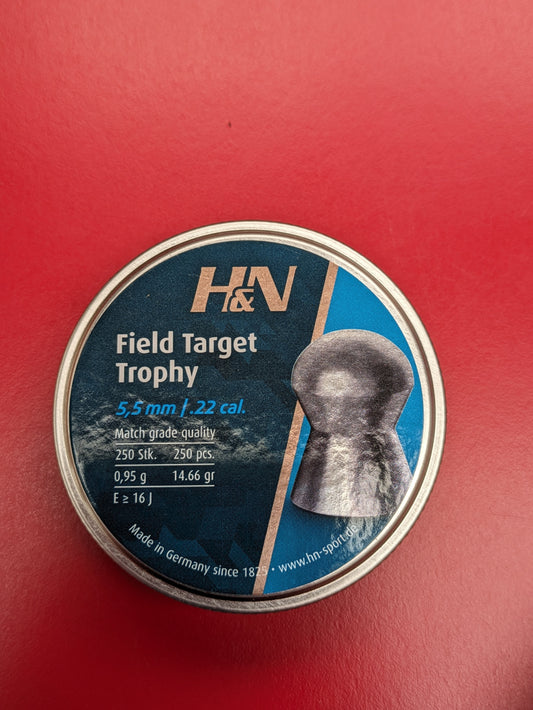 H&N
Field Target
Trophy
5,5 mm / .22 cal.
Match grade quality
250 Stk. 250 pcs.
0,95 g 14.66 gr
E ≥ 16 J
Made in Germany since 1825 • www.hn-sport.de